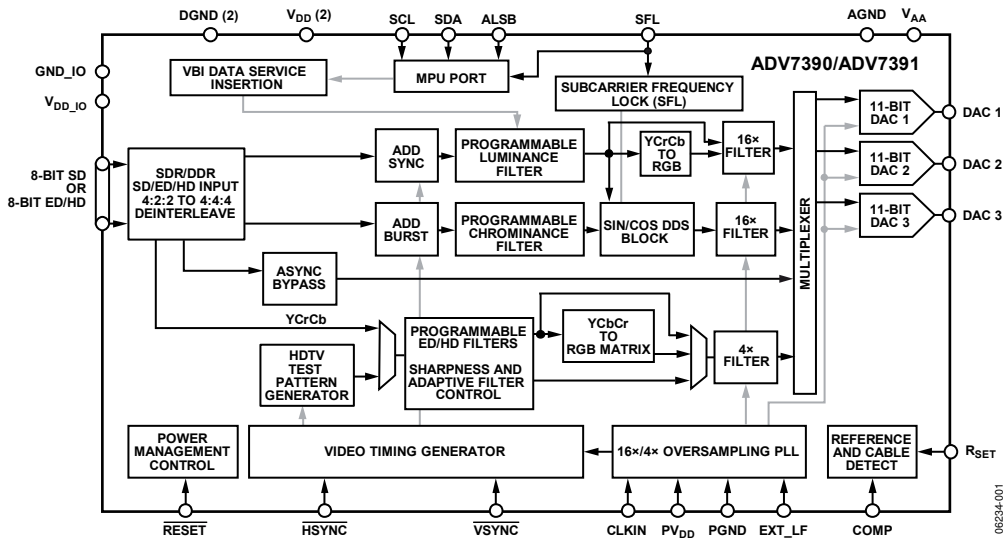 DGND (2)
VDD (2)
SCL
SDA
ALSB
SFL
AGND
VAA
GND_IO
VDD_IO
8-BIT SD
OR
8-BIT ED/HD
VBI DATA SERVICE
INSERTION
MPU PORT
SUBCARRIER FREQUENCY
LOCK (SFL)
ADV7390/ADV7391
SDR/DDR
SD/ED/HD INPUT
4:2:2 TO 4:4:4
DEINTERLEAVE
ADD
SYNC
PROGRAMMABLE
LUMINANCE
FILTER
YCrCb
TO
RGB
16×
FILTER
ADD
BURST
PROGRAMMABLE
CHROMINANCE
FILTER
SIN/COS DDS
BLOCK
16×
FILTER
MULTIPLEXER
11-BIT
DAC 1
DAC 1
11-BIT
DAC 2
DAC 2
11-BIT
DAC 3
DAC 3
ASYNC
BYPASS
YCrCb
HDTV
TEST
PATTERN
GENERATOR
PROGRAMMABLE
ED/HD FILTERS
SHARPNESS AND
ADAPTIVE FILTER
CONTROL
YCbCr
TO
RGB MATRIX
4×
FILTER
POWER
MANAGEMENT
CONTROL
VIDEO TIMING GENERATOR
16×/4× OVERSAMPLING PLL
REFERENCE
AND CABLE
DETECT
RSET
RESET
HSYNC
VSYNC
CLKIN
PVDD
PGND
EXT_LF
COMP
06234-001